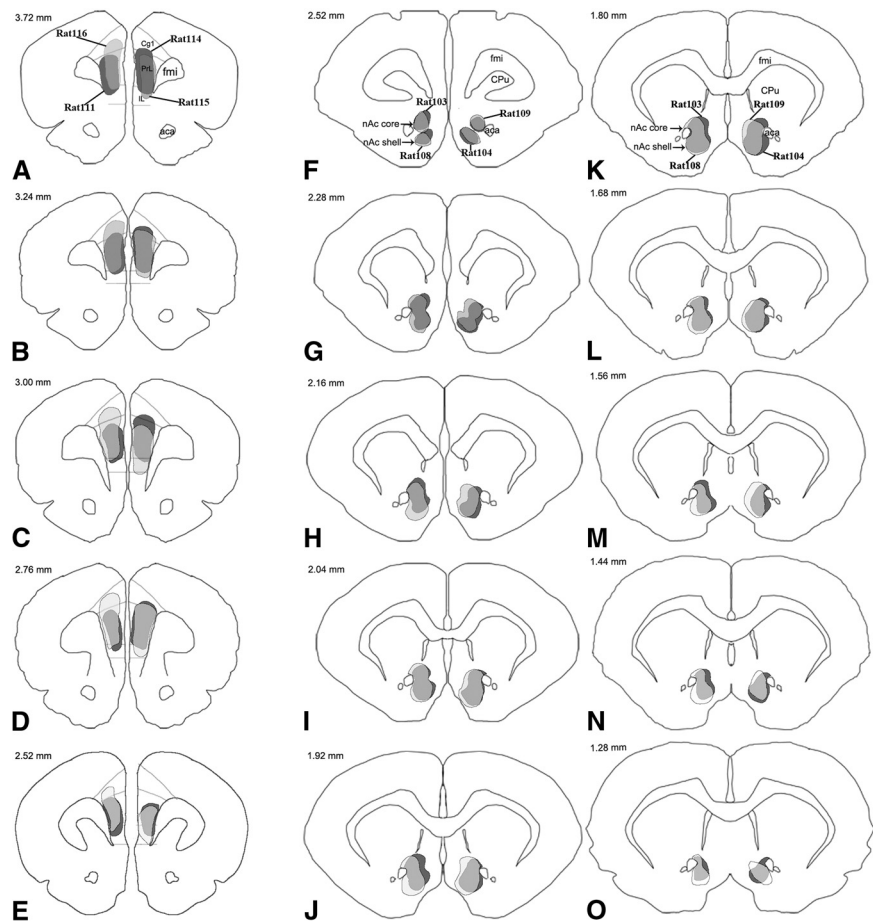 3.72 mm
Rat116
Cg1
Rat114
PrL
fmi
Rat111
IL
Rat115
aca
A
3.24 mm
B
3.00 mm
C
2.76 mm
D
2.52 mm
E
2.52 mm
fmi
CPu
Rat103
Rat109
nAc core
aca
nAc shell
Rat108
Rat104
F
2.28 mm
G
2.16 mm
H
2.04 mm
I
1.92 mm
J
1.80 mm
fmi
CPu
Rat103
Rat109
nAc core
aca
nAc shell
Rat104
Rat108
K
1.68 mm
L
1.56 mm
M
1.44 mm
N
1.28 mm
O